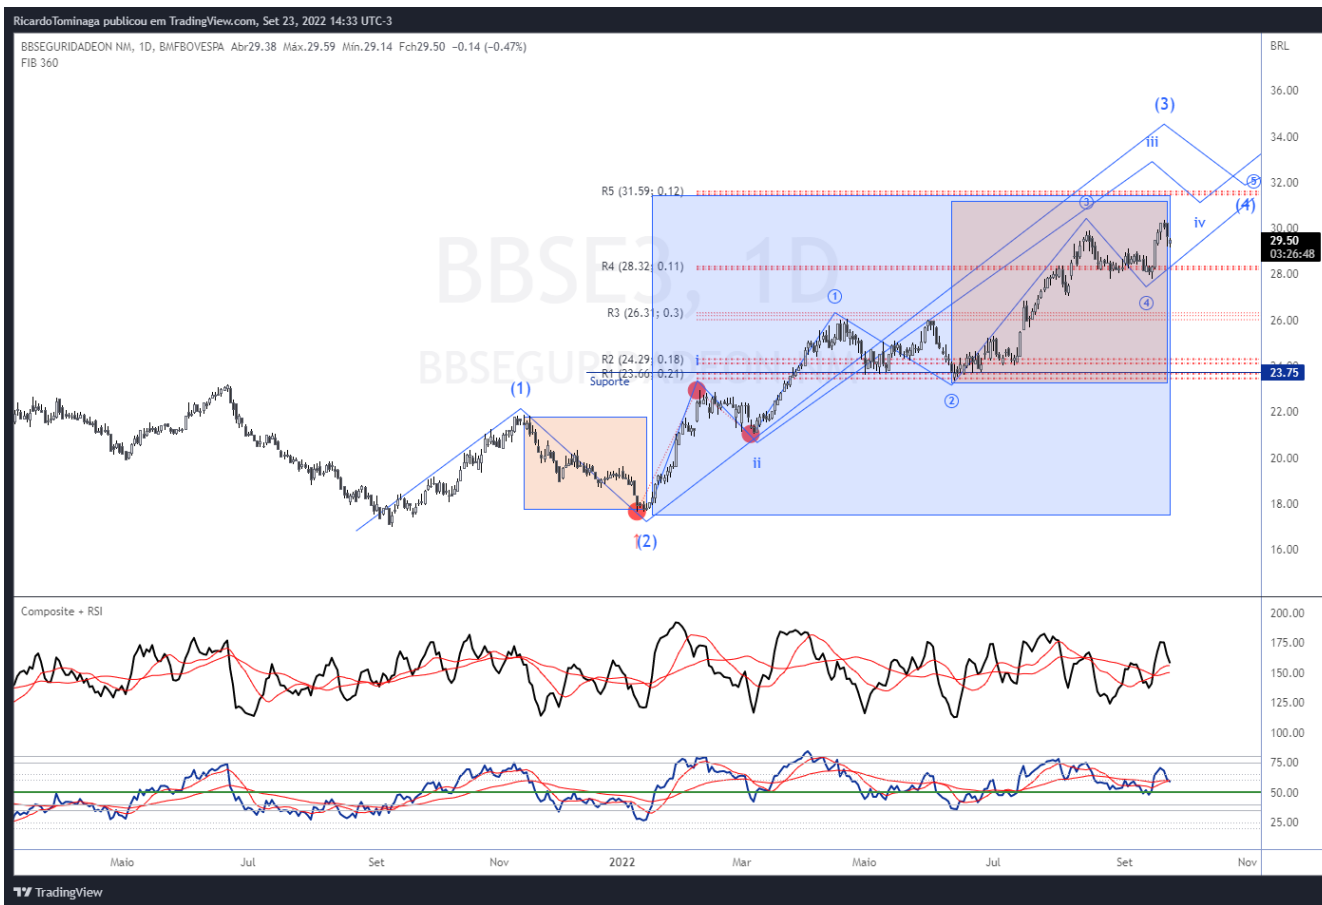 RicardoTominaga publicou em TradingView.com, Set 23, 2022 14:33 UTC-3
BBSEGURIDADEON NM, 1D, BMFBOVESPA Abr29.38 Máx.29.59 Mín.29.14 Fch29.50 −0.14 (−0.47%)
FIB 360
BRL
36.00
34.00
32.00
30.00
29.50
03:26:48
28.00
26.00
24.00
23.75
22.00
20.00
18.00
16.00
BBSE3, 1D
BBSEGURIDADEON NM
(3)
iii
R5 (31.59; 0.12)
5
3
(4)
iv
R4 (28.32; 0.11)
1
4
R3 (26.31; 0.3)
R2 (24.29; 0.18)
i
R1 (23.66; 0.21)
Suporte
(1)
2
ii
1(2)
Composite + RSI
200.00
175.00
150.00
125.00
100.00
75.00
50.00
25.00
Maio Jul Set Nov 2022 Mar Maio Jul Set Nov
TradingView